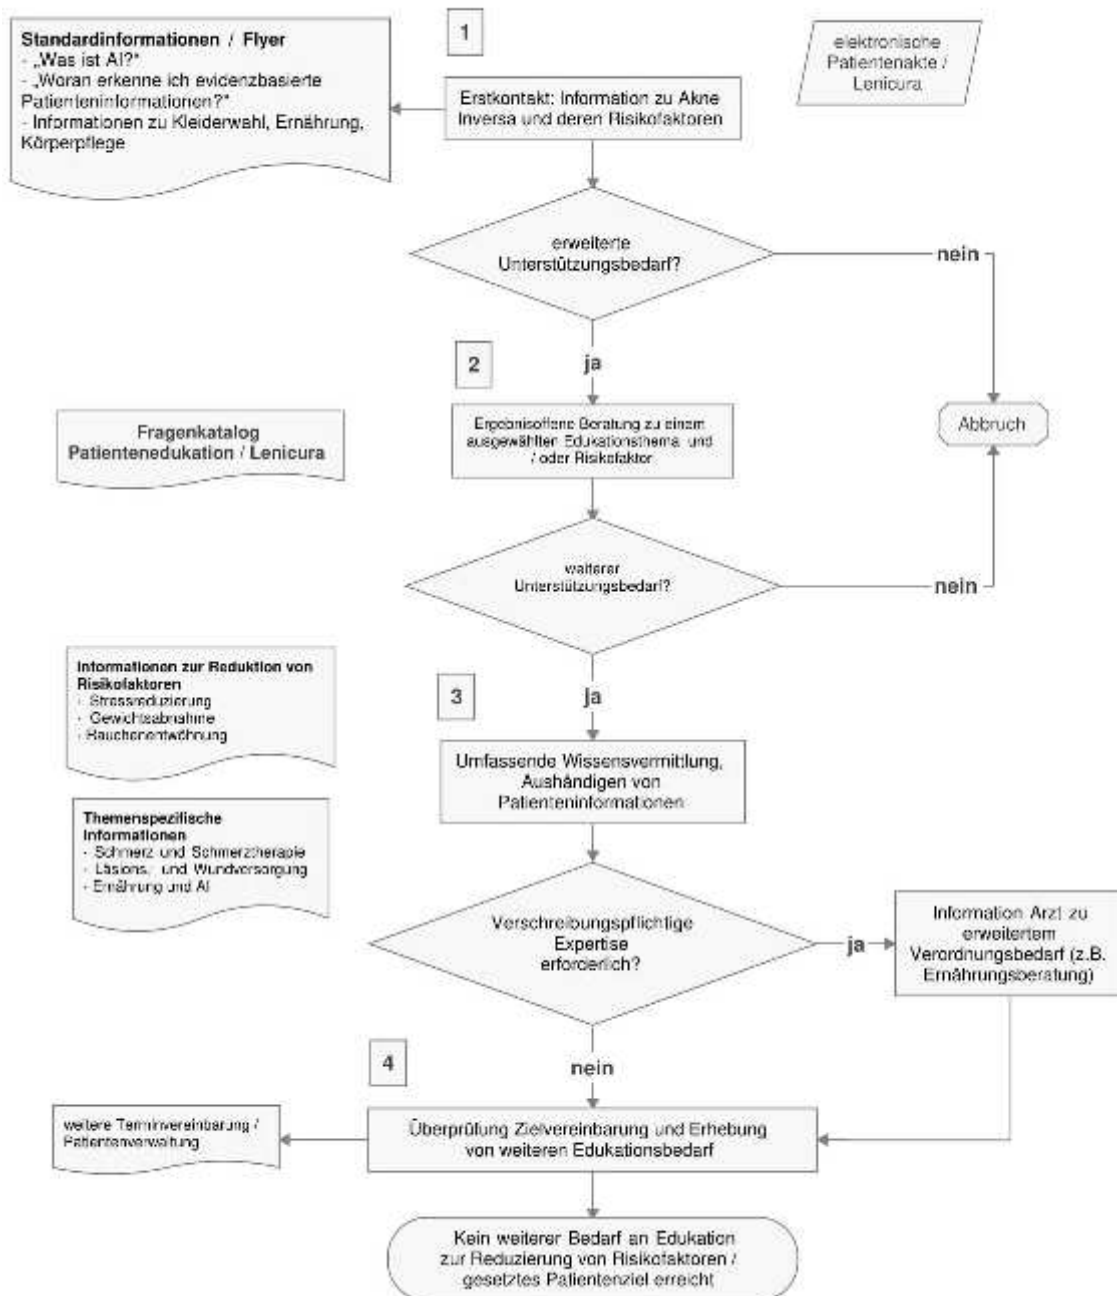 Standardinformationen / Flyer
- „Was ist AI?"
- „Woran erkenne ich evidenzbasierte
Patienteninformationen?"
- Informationen zu Kleiderwahl, Ernährung,
Körperpflege
1
elektronische
Patientenakte /
Lenicura
Erstkontakt: Information zu Akne
Inversa und deren Risikofaktoren
erweiterte
Unterstützungsbedarf?
nein
ja
2
Fragenkatalog
Patientenedukation / Lenicura
Ergebnisoffene Beratung zu einem
ausgewählten Edukationsthema und
/ oder Risikofaktor
Abbruch
weiterer
Unterstützungsbedarf?
nein
ja
3
Informationen zur Reduktion von
Risikofaktoren
- Stressreduzierung
- Gewichtsabnahme
- Rauchenentwöhnung
Umfassende Wissensvermittlung,
Aushändigen von
Patienteninformationen
Themenspezifische
Informationen
- Schmerz und Schmerztherapie
- Läsions- und Wundversorgung
- Ernährung und AI
Verschreibungspflichtige
Expertise
erforderlich?
ja
Information Arzt zu
erweitertem
Verordnungsbedarf (z.B.
Ernährungsberatung)
nein
4
weitere Terminvereinbarung /
Patientenverwaltung
Überprüfung Zielvereinbarung und Erhebung
von weiteren Edukationsbedarf
Kein weiterer Bedarf an Edukation
zur Reduzierung von Risikofaktoren /
gesetztes Patientenziel erreicht